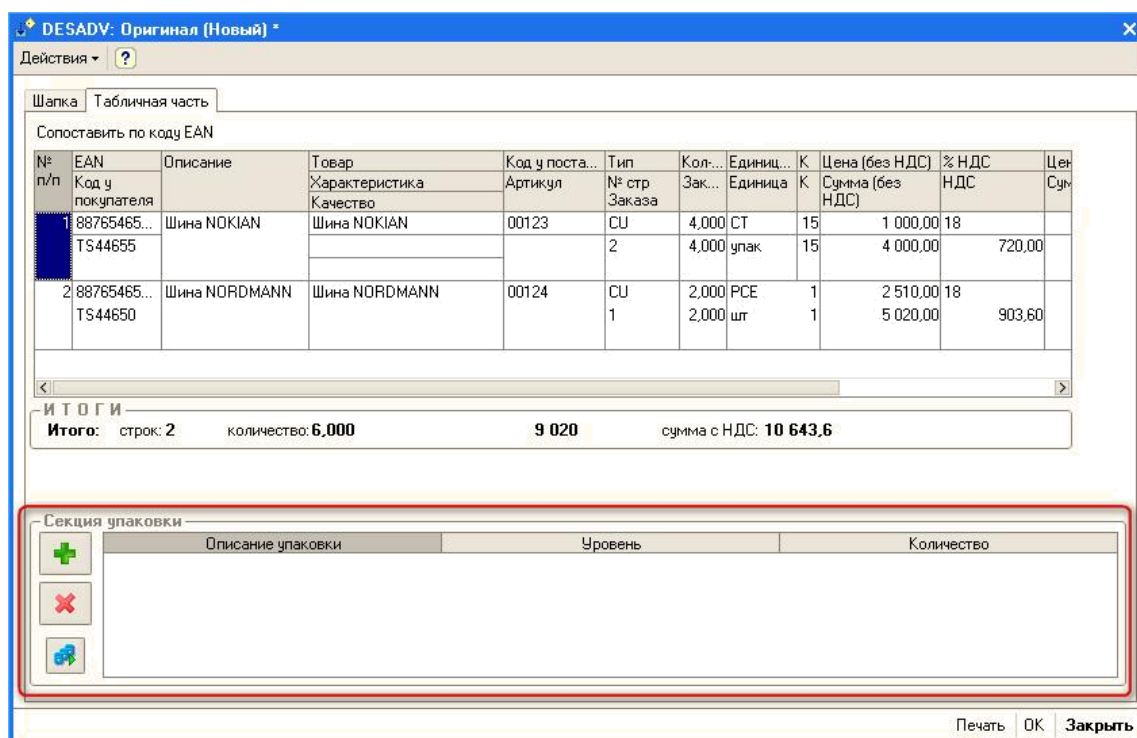 DESADV: Оригинал (Новый) *
Действия ?
Шапка Табличная часть
Сопоставить по коду EAN
№ EAN Описание Товар Код у поста... Тип Кол-... Единиц... К Цена (без НДС) % НДС Цен
п/п Код у Характеристика Артикул № стр Зак... Единица К Сумма (без НДС Сум
покупателя Качество Заказа НДС)
1 88765465... Шина NOKIAN Шина NOKIAN 00123 CU 4,000 СТ 15 1 000,00 18
TS44655 2 4,000 упак 15 4 000,00 720,00
2 88765465... Шина NORDMANN Шина NORDMANN 00124 CU 2,000 PCE 1 2 510,00 18
TS44650 1 2,000 шт 1 5 020,00 903,60
И Т О Г И
Итого: строк: 2 количество: 6,000 9 020 сумма с НДС: 10 643,6
Секция упаковки
Описание упаковки Уровень Количество
Печать OK Закрыть